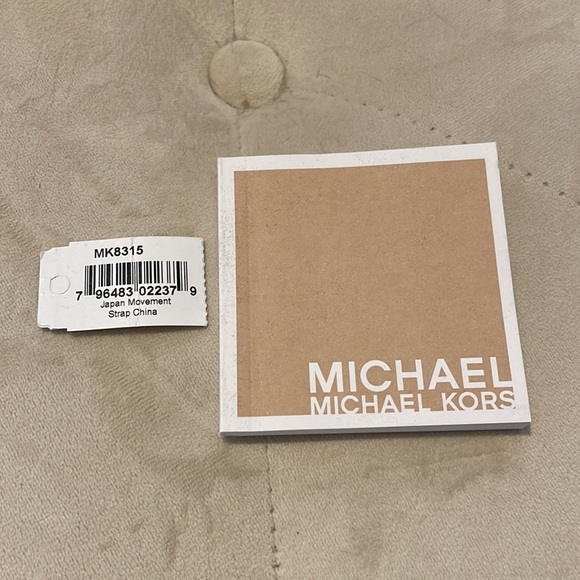 MK8315
7 96483 02237 9
Japan Movement
Strap China
MICHAEL
MICHAEL KORS